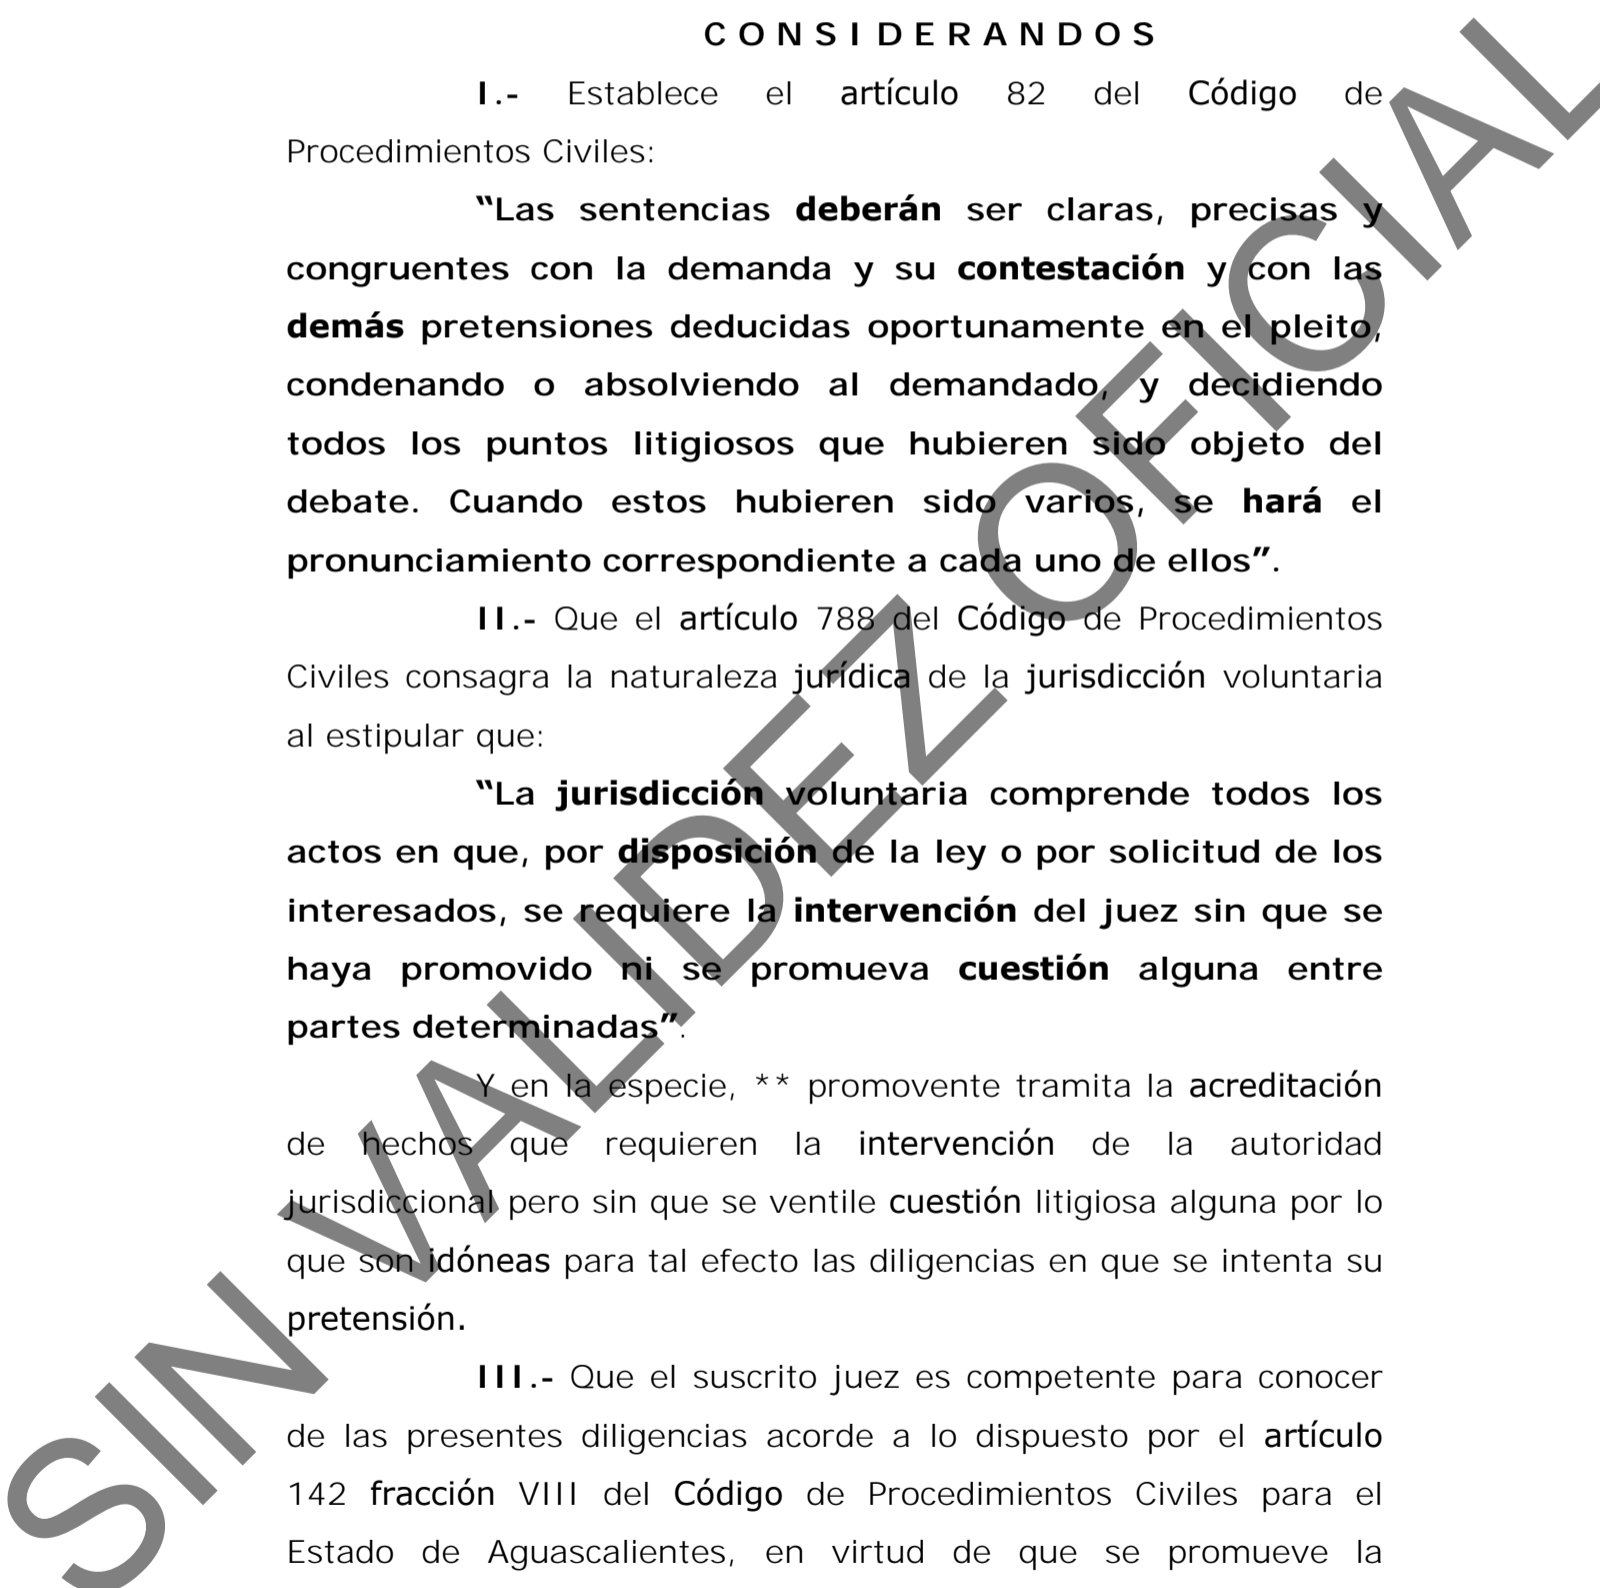 C O N S I D E R A N D O S
I.- Establece el artículo 82 del Código de
Procedimientos Civiles:
“Las sentencias deberán ser claras, precisas y
congruentes con la demanda y su contestación y con las
demás pretensiones deducidas oportunamente en el pleito,
condenando o absolviendo al demandado, y decidiendo
todos los puntos litigiosos que hubieren sido objeto del
debate. Cuando estos hubieren sido varios, se hará el
pronunciamiento correspondiente a cada uno de ellos”.
II.- Que el artículo 788 del Código de Procedimientos
Civiles consagra la naturaleza jurídica de la jurisdicción voluntaria
al estipular que:
“La jurisdicción voluntaria comprende todos los
actos en que, por disposición de la ley o por solicitud de los
interesados, se requiere la intervención del juez sin que se
haya promovido ni se promueva cuestión alguna entre
partes determinadas”.
Y en la especie, ** promovente tramita la acreditación
de hechos que requieren la intervención de la autoridad
jurisdiccional pero sin que se ventile cuestión litigiosa alguna por lo
que son idóneas para tal efecto las diligencias en que se intenta su
pretensión.
III.- Que el suscrito juez es competente para conocer
de las presentes diligencias acorde a lo dispuesto por el artículo
142 fracción VIII del Código de Procedimientos Civiles para el
Estado de Aguascalientes, en virtud de que se promueve la
SIN VALIDEZ OFICIAL